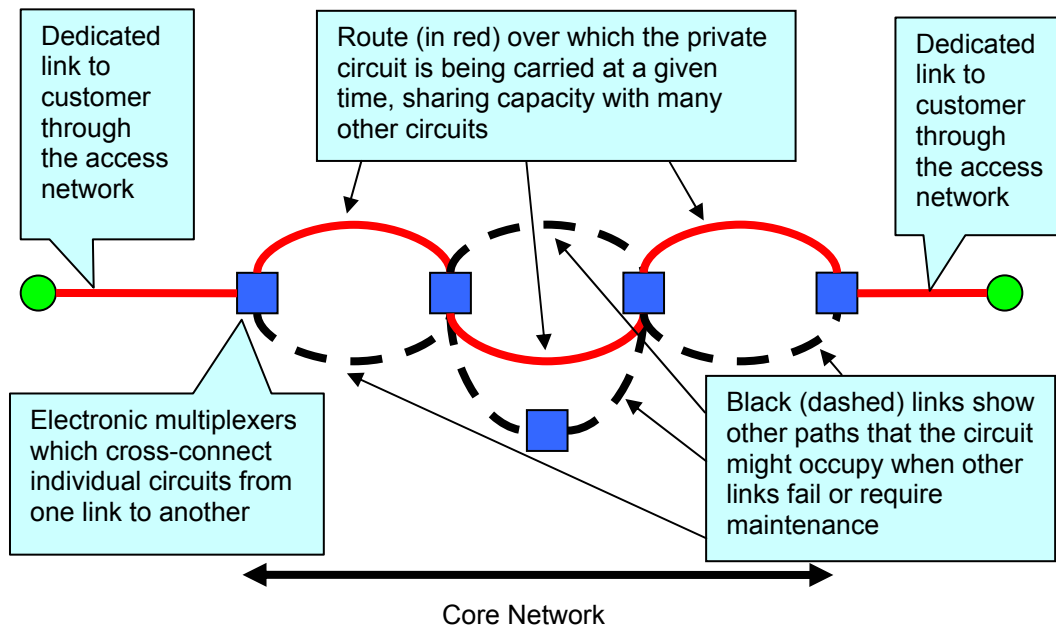 Dedicated
link to
customer
through
the access
network
Route (in red) over which the private
circuit is being carried at a given
time, sharing capacity with many
other circuits
Dedicated
link to
customer
through
the access
network
Electronic multiplexers
which cross-connect
individual circuits from
one link to another
Black (dashed) links show
other paths that the circuit
might occupy when other
links fail or require
maintenance
Core Network